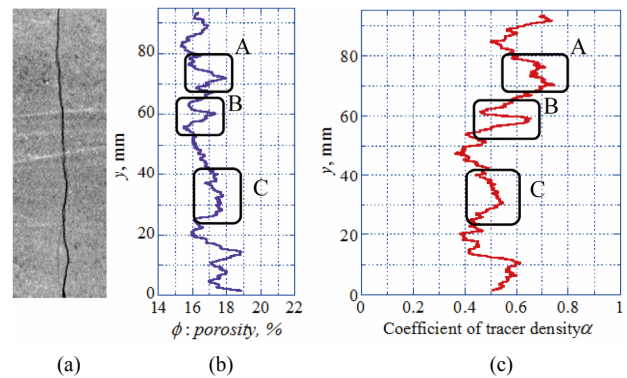 80
60
40
20
0
y, mm
A
B
C
14 16 18 20 22
ϕ : porosity, %
80
60
40
20
0
y, mm
A
B
C
0 0.2 0.4 0.6 0.8 1
Coefficient of tracer densityα
(a) (b) (c)